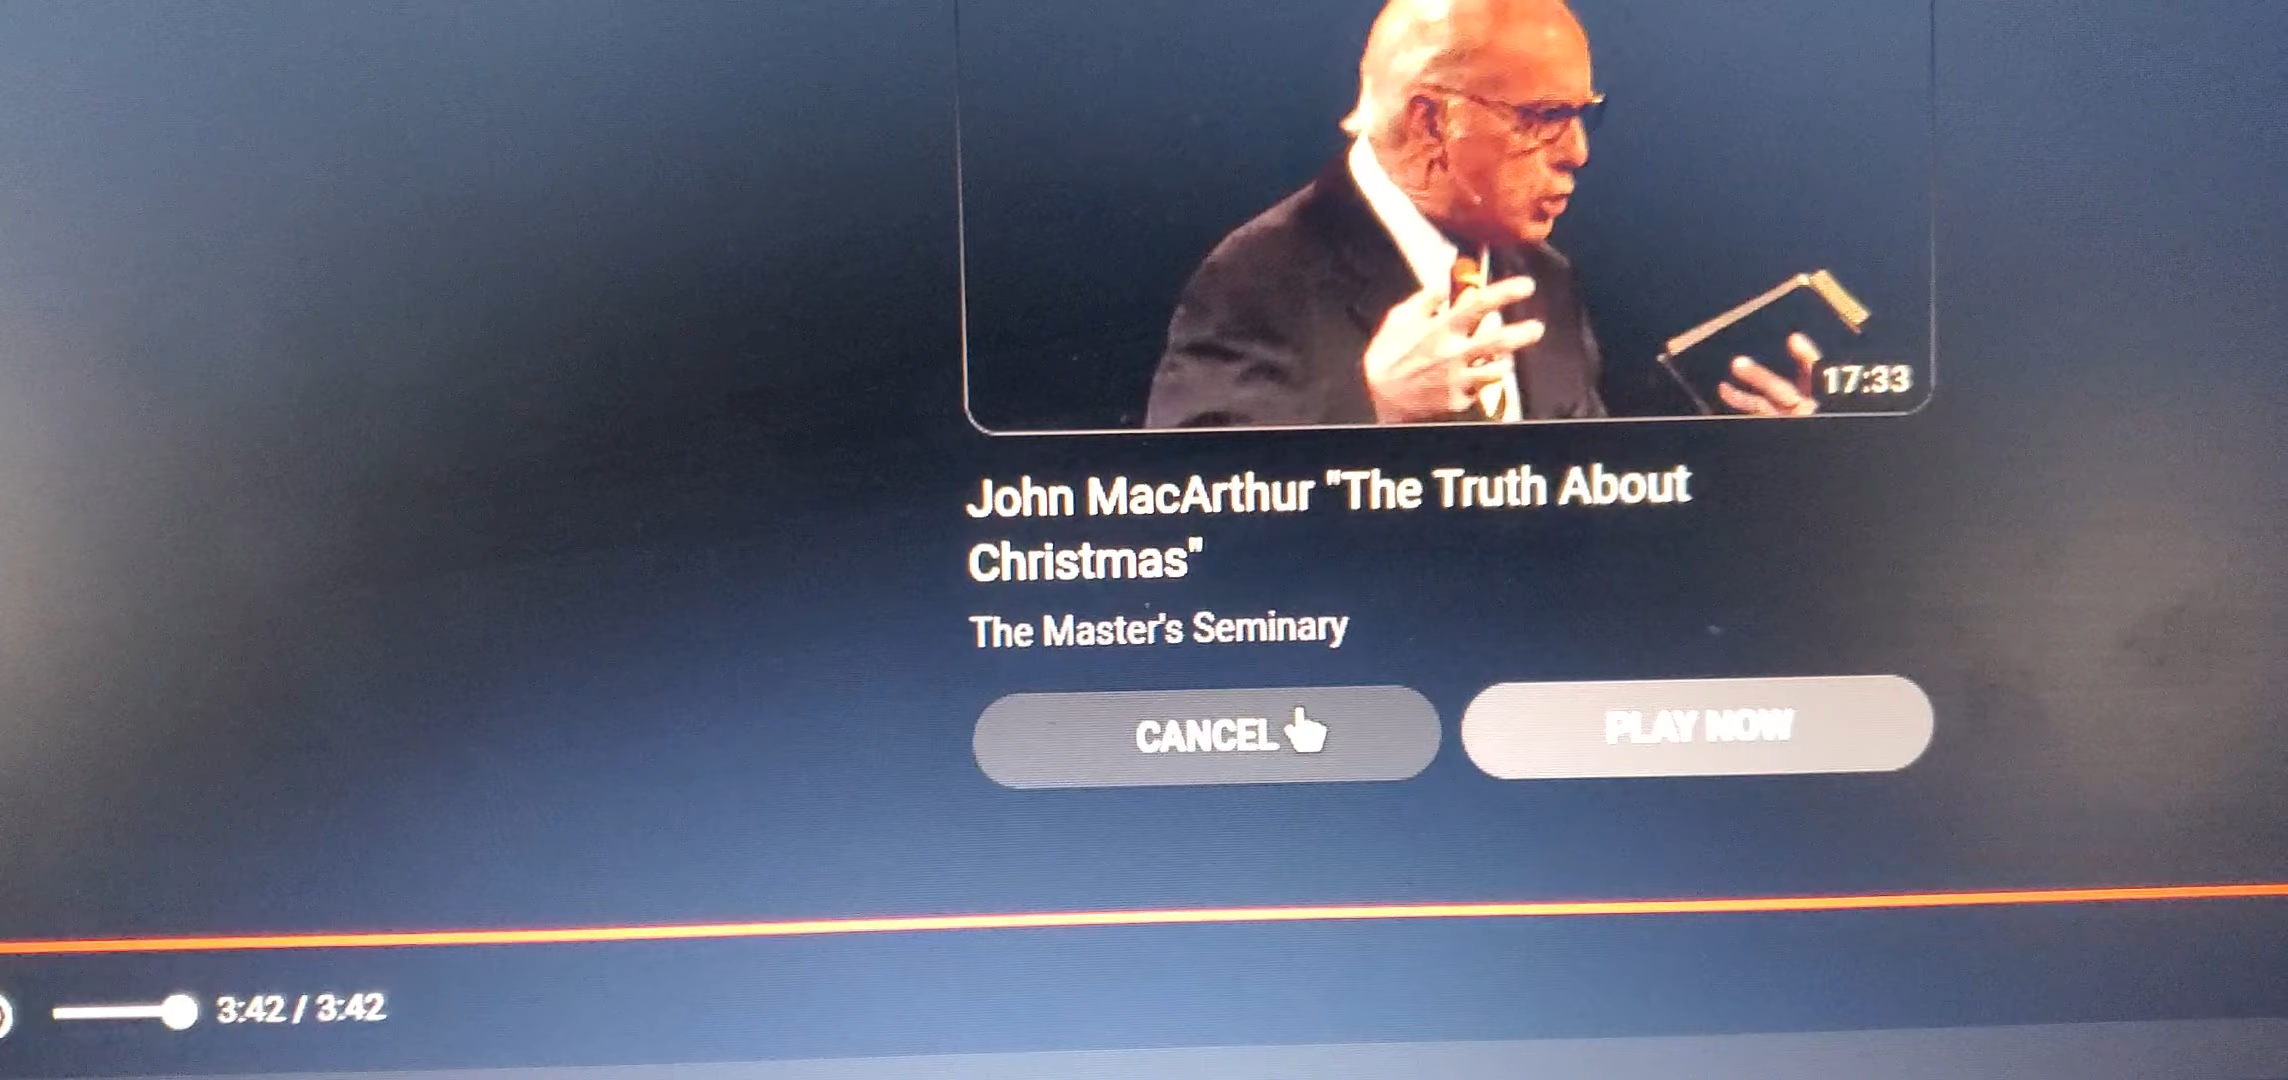 17:33
John MacArthur "The Truth About
Christmas"
The Master's Seminary
CANCEL
PLAY NOW
3:42 / 3:42